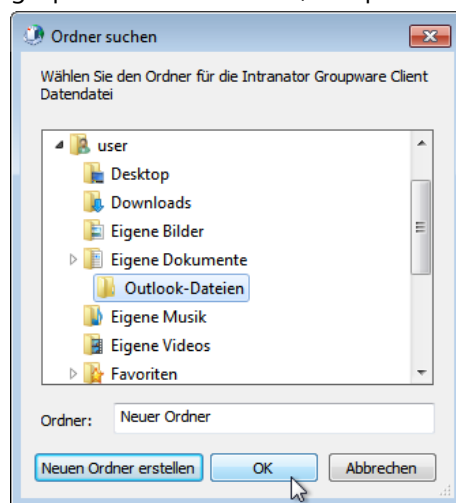 Ordner suchen
Wählen Sie den Ordner für die Intranator Groupware Client
Datendatei
user
Desktop
Downloads
Eigene Bilder
Eigene Dokumente
Outlook-Dateien
Eigene Musik
Eigene Videos
Favoriten
Ordner: Neuer Ordner
Neuen Ordner erstellen OK Abbrechen